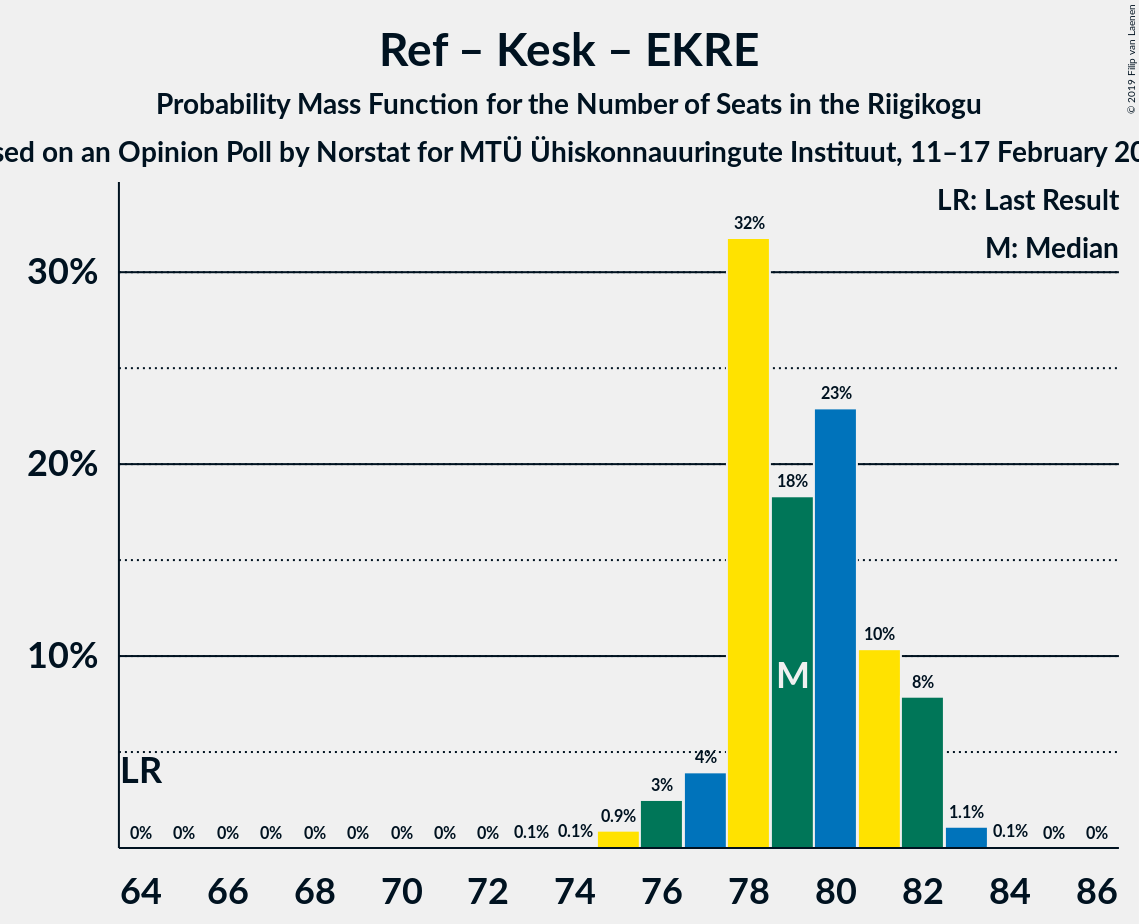 Ref – Kesk – EKRE
Probability Mass Function for the Number of Seats in the Riigikogu
on an Opinion Poll by Norstat for MTÜ Ühiskonnauuringute Instituut, 11–17 February
© 2019 Filip van Laenen
LR: Last Result
M: Median
30%
20%
10%
32%
23%
18%
10%
8%
4%
3%
0.9%
1.1%
0% 0% 0% 0% 0% 0% 0% 0% 0% 0.1% 0.1% 0.1% 0% 0%
LR
M
64 66 68 70 72 74 76 78 80 82 84 86